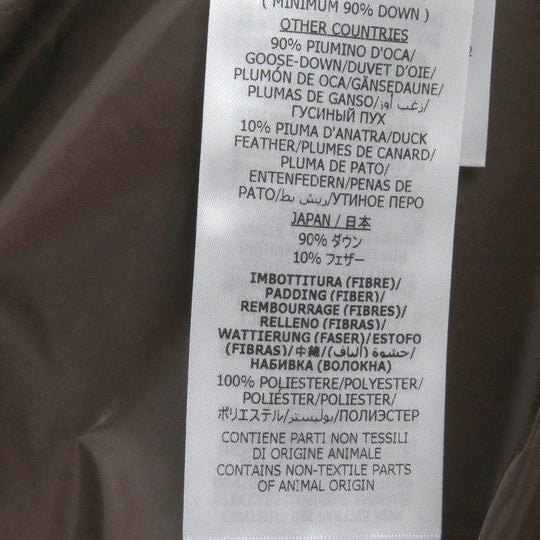 ( MINIMUM 90% DOWN )
OTHER COUNTRIES
90% PIUMINO D'OCA/
GOOSE-DOWN/DUVET D'OIE/
PLUMÓN DE OCA/GÄNSEDAUNE/
PLUMAS DE GANSO/زغب أوز/
ГУСИНЫЙ ПУХ
10% PIUMA D'ANATRA/DUCK
FEATHER/PLUMES DE CANARD/
PLUMA DE PATO/
ENTENFEDERN/PENAS DE
PATO/ريش بط/УТИНОЕ ПЕРО
JAPAN / 日本
90% ダウン
10% フェザー
IMBOTTITURA (FIBRE)/
PADDING (FIBER)/
REMBOURRAGE (FIBRES)/
RELLENO (FIBRAS)/
WATTIERUNG (FASER)/ESTOFO
(FIBRAS)/中綿/حشوة (ألياف)/
НАБИВКА (ВОЛОКНА)
100% POLIESTERE/POLYESTER/
POLIÉSTER/POLIESTER/
ポリエステル/بوليستر/ПОЛИЭСТЕР
CONTIENE PARTI NON TESSILI
DI ORIGINE ANIMALE
CONTAINS NON-TEXTILE PARTS
OF ANIMAL ORIGIN
2